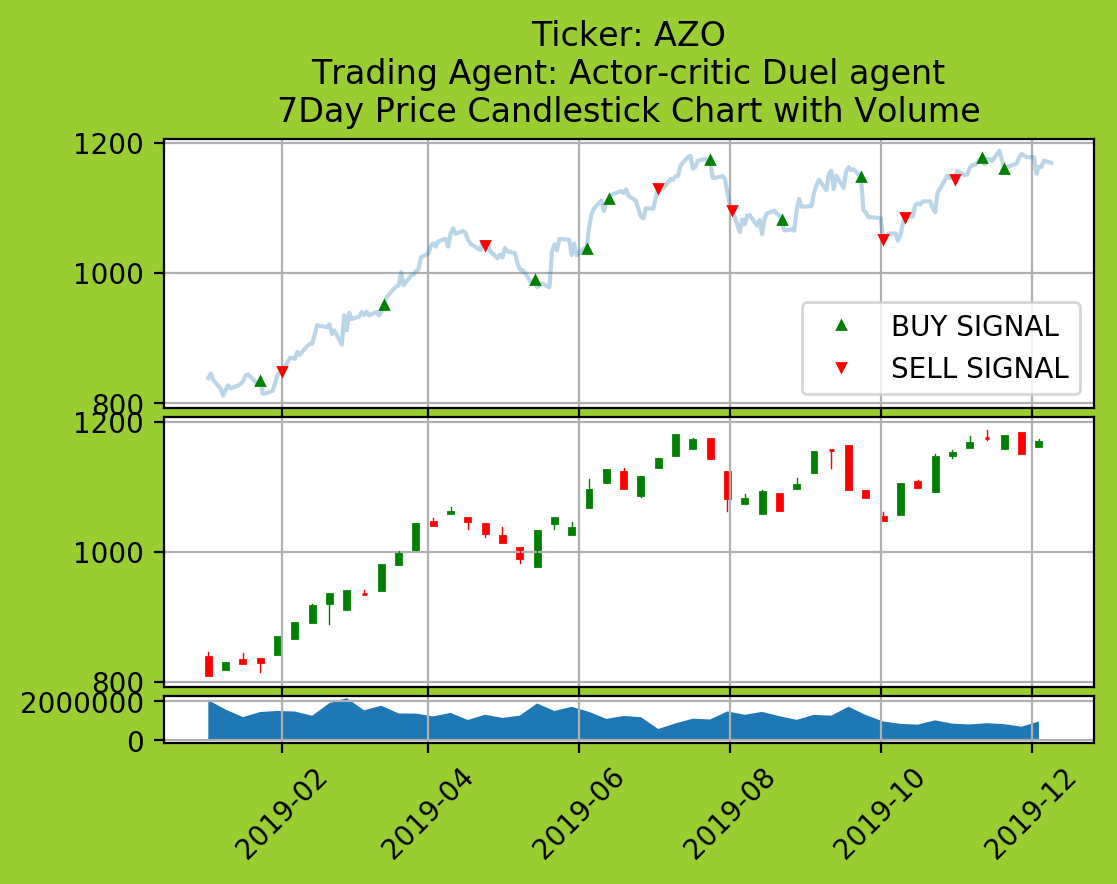 Ticker: AZO
Trading Agent: Actor-critic Duel agent
7Day Price Candlestick Chart with Volume
1200
1000
800
BUY SIGNAL
SELL SIGNAL
1200
1000
800
2000000
0
2019-02
2019-04
2019-06
2019-08
2019-10
2019-12